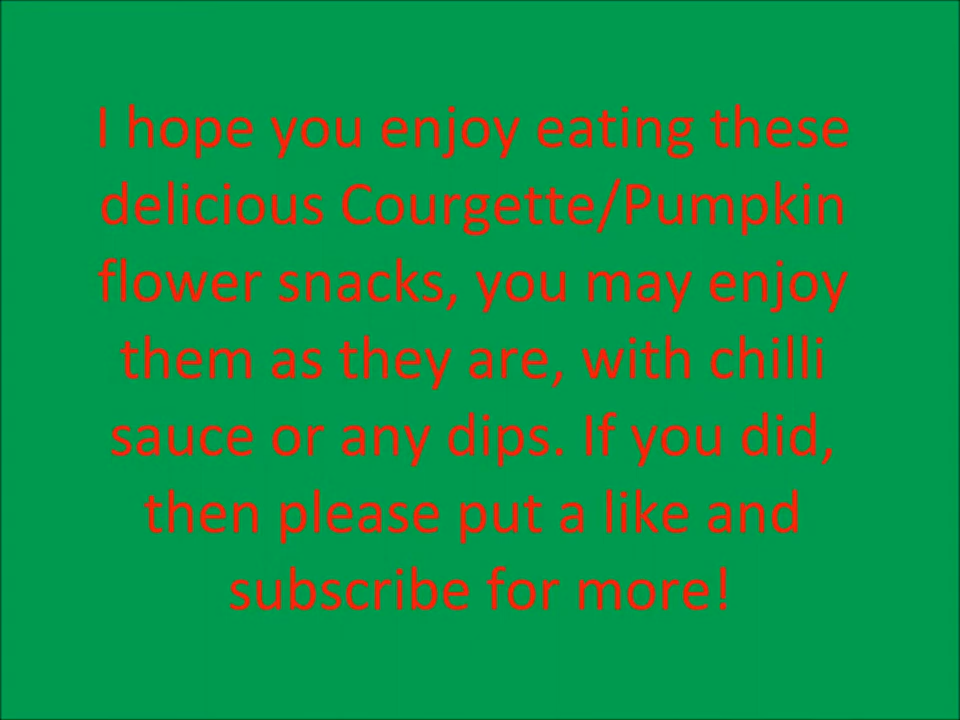 I hope you enjoy eating these
delicious Courgette/Pumpkin
flower snacks, you may enjoy
them as they are, with chilli
sauce or any dips. If you did,
then please put a like and
subscribe for more!